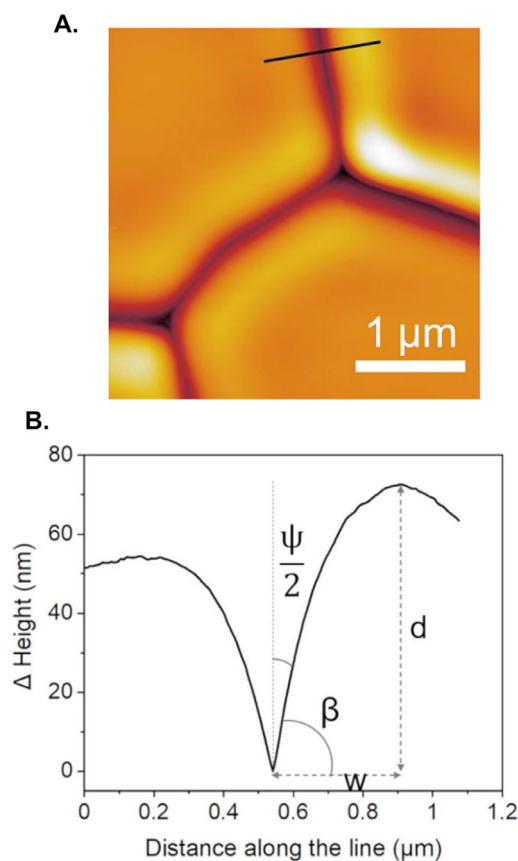 A.
1 μm
B.
Δ Height (nm)
80
60
40
20
0
ψ
2
β
d
w
0
0.2
0.4
0.6
0.8
1
1.2
Distance along the line (μm)